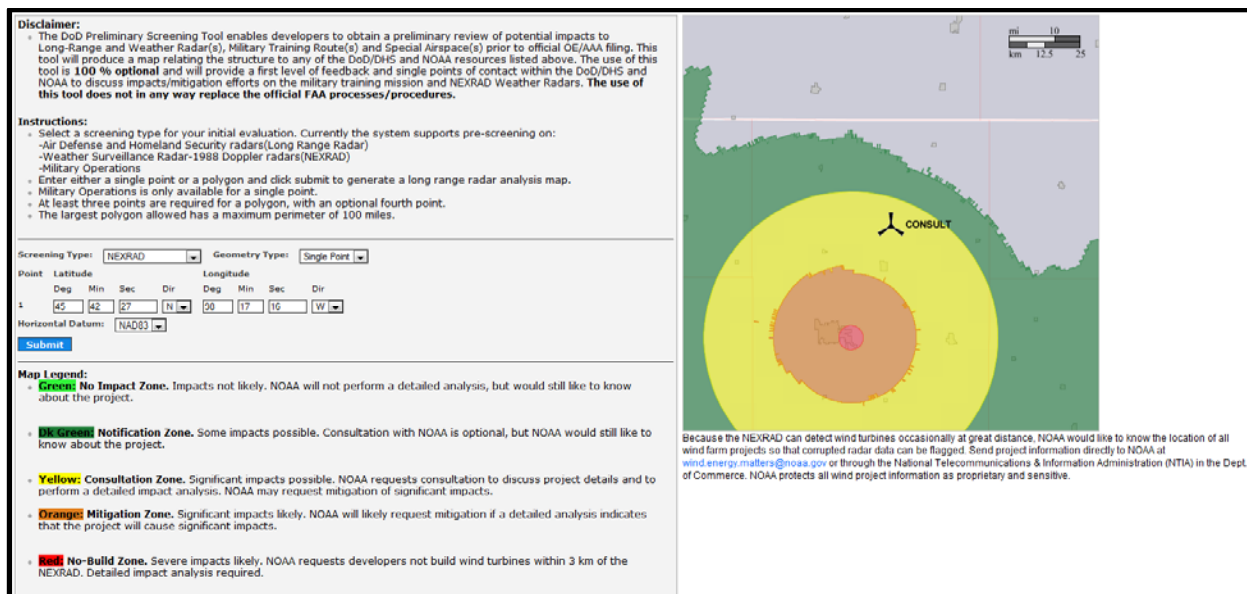 Disclaimer:
The DoD Preliminary Screening Tool enables developers to obtain a preliminary review of potential impacts to
Long-Range and Weather Radar(s), Military Training Route(s) and Special Airspace(s) prior to official OE/AAA filing. This
tool will produce a map relating the structure to any of the DoD/DHS and NOAA resources listed above. The use of this
tool is 100 % optional and will provide a first level of feedback and single points of contact within the DoD/DHS and
NOAA to discuss impacts/mitigation efforts on the military training mission and NEXRAD Weather Radars. The use of
this tool does not in any way replace the official FAA processes/procedures.
Instructions:
Select a screening type for your initial evaluation. Currently the system supports pre-screening on:
-Air Defense and Homeland Security radars(Long Range Radar)
-Weather Surveillance Radar-1988 Doppler radars(NEXRAD)
-Military Operations
Enter either a single point or a polygon and click submit to generate a long range radar analysis map.
Military Operations is only available for a single point.
At least three points are required for a polygon, with an optional fourth point.
The largest polygon allowed has a maximum perimeter of 100 miles.
Screening Type: NEXRAD Geometry Type: Single Point
Point Latitude Longitude
Deg Min Sec Dir Deg Min Sec Dir
1 45 42 27 N 17 16 W
Horizontal Datum: NAD83
Submit
Map Legend:
Green: No Impact Zone. Impacts not likely. NOAA will not perform a detailed analysis, but would still like to know
about the project.
Dk Green: Notification Zone. Some impacts possible. Consultation with NOAA is optional, but NOAA would still like to
know about the project.
Yellow: Consultation Zone. Significant impacts possible. NOAA requests consultation to discuss project details and to
perform a detailed impact analysis. NOAA may request mitigation of significant impacts.
Orange: Mitigation Zone. Significant impacts likely. NOAA will likely request mitigation if a detailed analysis indicates
that the project will cause significant impacts.
Red: No-Build Zone. Severe impacts likely. NOAA requests developers not build wind turbines within 3 km of the
NEXRAD. Detailed impact analysis required.
mi 10
km 12.5 25
CONSULT
Because the NEXRAD can detect wind turbines occasionally at great distance, NOAA would like to know the location of all
wind farm projects so that corrupted radar data can be flagged. Send project information directly to NOAA at
wind.energy.matters@noaa.gov or through the National Telecommunications & Information Administration (NTIA) in the Dept.
of Commerce. NOAA protects all wind project information as proprietary and sensitive.